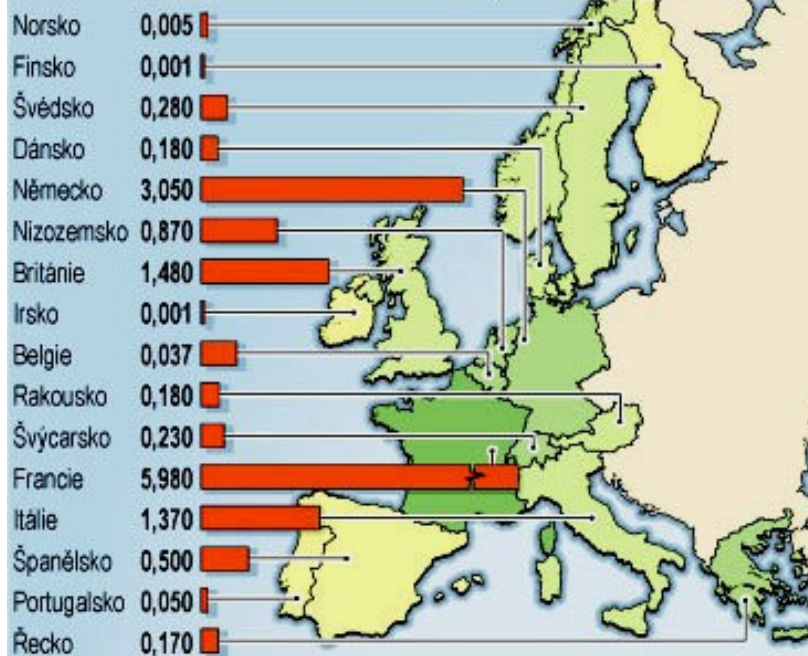 Norsko 0,005
Finsko 0,001
Švédsko 0,280
Dánsko 0,180
Německo 3,050
Nizozemsko 0,870
Británie 1,480
Irsko 0,001
Belgie 0,037
Rakousko 0,180
Švýcarsko 0,230
Francie 5,980
Itálie 1,370
Španělsko 0,500
Portugalsko 0,050
Řecko 0,170